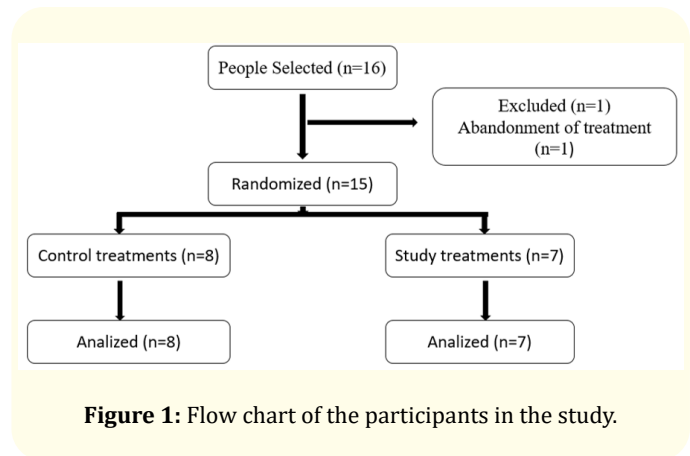 People Selected (n=16)
Excluded (n=1)
Abandonment of treatment
(n=1)
Randomized (n=15)
Control treatments (n=8)
Study treatments (n=7)
Analized (n=8)
Analized (n=7)
Figure 1: Flow chart of the participants in the study.